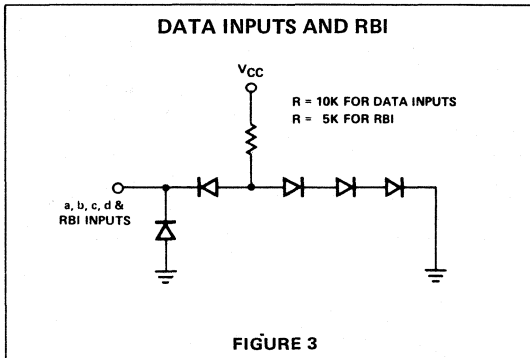 DATA INPUTS AND RBI
VCC
R = 10K FOR DATA INPUTS
R = 5K FOR RBI
a, b, c, d &
RBI INPUTS
FIGURE 3